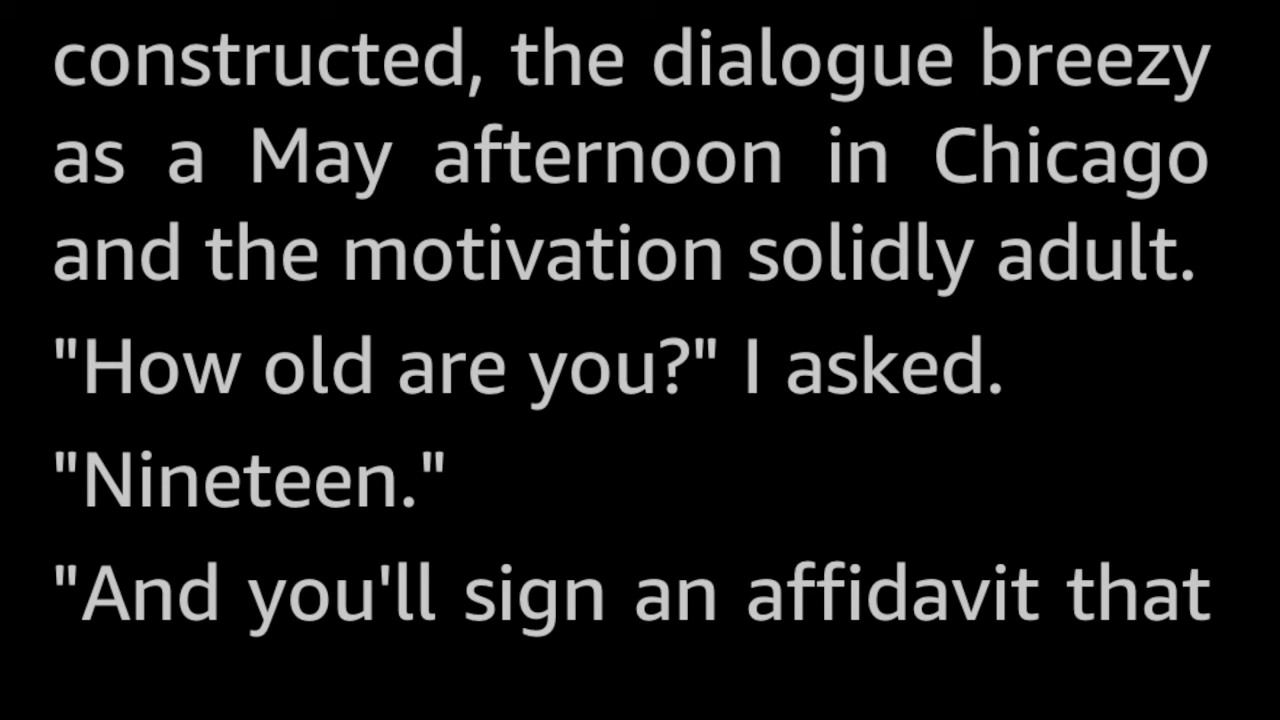 constructed, the dialogue breezy
as a May afternoon in Chicago
and the motivation solidly adult.
"How old are you?" I asked.
"Nineteen."
"And you'll sign an affidavit that